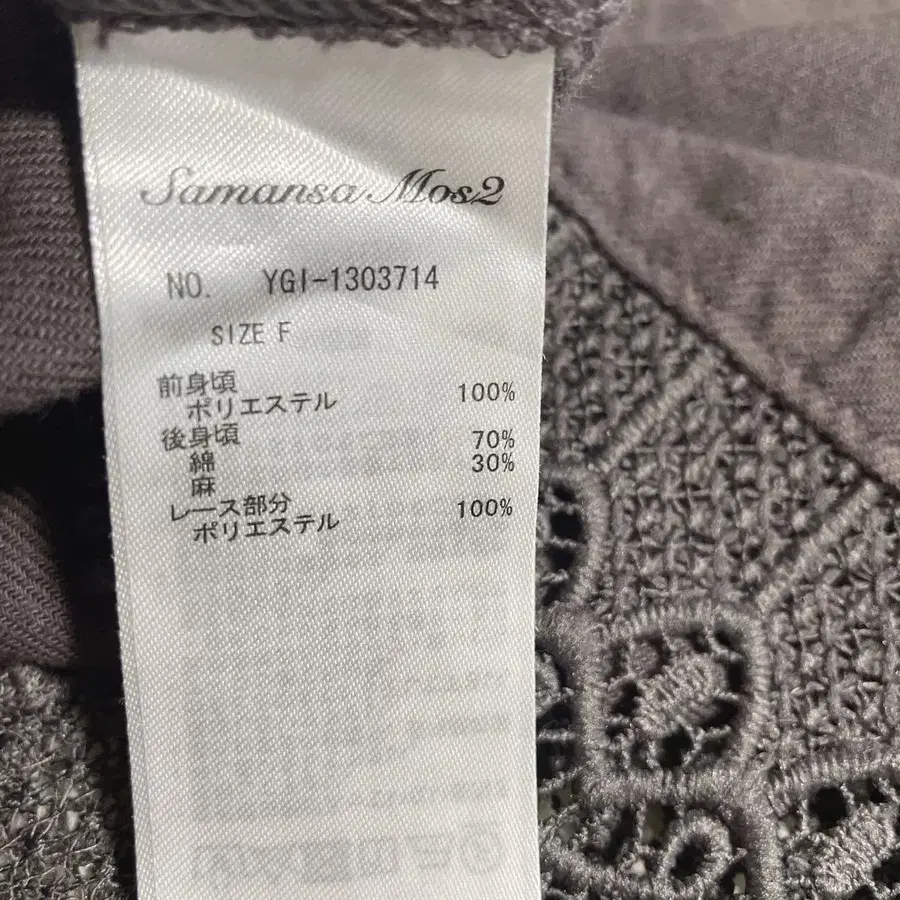 Samansa Mos2
NO. YGI-1303714
SIZE F
前身頃
ポリエステル 100%
後身頃
綿 70%
麻 30%
レース部分
ポリエステル 100%